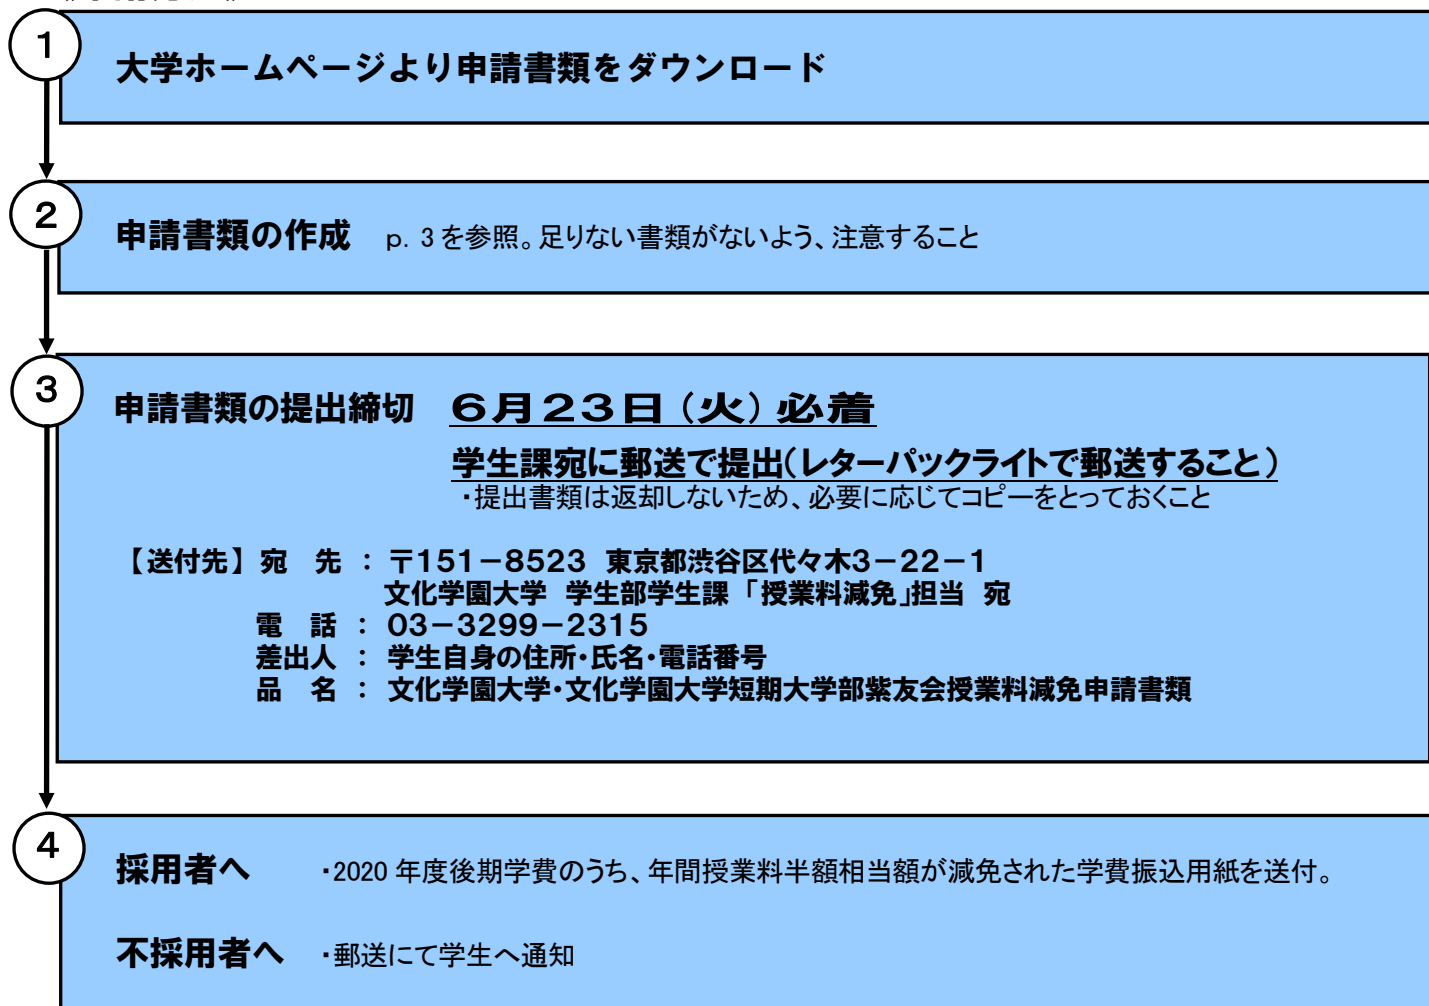 1
大学ホームページより申請書類をダウンロード
2
申請書類の作成 p. 3 を参照。足りない書類がないよう、注意すること
3
申請書類の提出締切 6月23日(火)必着
学生課宛に郵送で提出(レターパックライトで郵送すること)
・提出書類は返却しないため、必要に応じてコピーをとっておくこと
【送付先】 宛 先 : 〒151-8523 東京都渋谷区代々木3-22-1
文化学園大学 学生部学生課 「授業料減免」担当 宛
電 話 : 03-3299-2315
差出人 : 学生自身の住所・氏名・電話番号
品 名 : 文化学園大学・文化学園大学短期大学部紫友会授業料減免申請書類
4
採用者へ ・2020 年度後期学費のうち、年間授業料半額相当額が減免された学費振込用紙を送付。
不採用者へ ・郵送にて学生へ通知